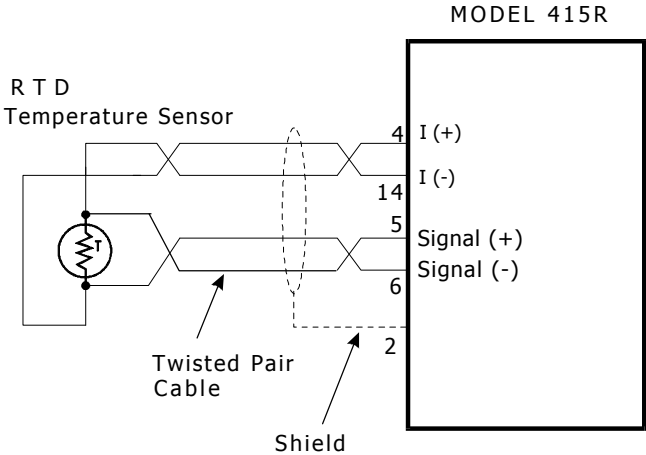 MODEL 415R
R T D
Temperature Sensor
4 I (+)
14 I (-)
5 Signal (+)
6 Signal (-)
T
2
Twisted Pair
Cable
Shield